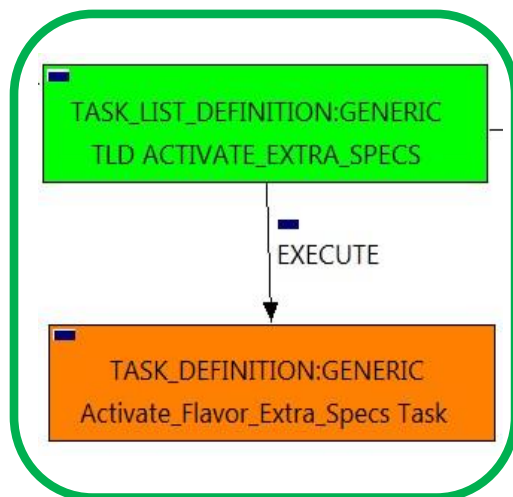 TASK_LIST_DEFINITION:GENERIC
TLD ACTIVATE_EXTRA_SPECS
EXECUTE
TASK_DEFINITION:GENERIC
Activate_Flavor_Extra_Specs Task